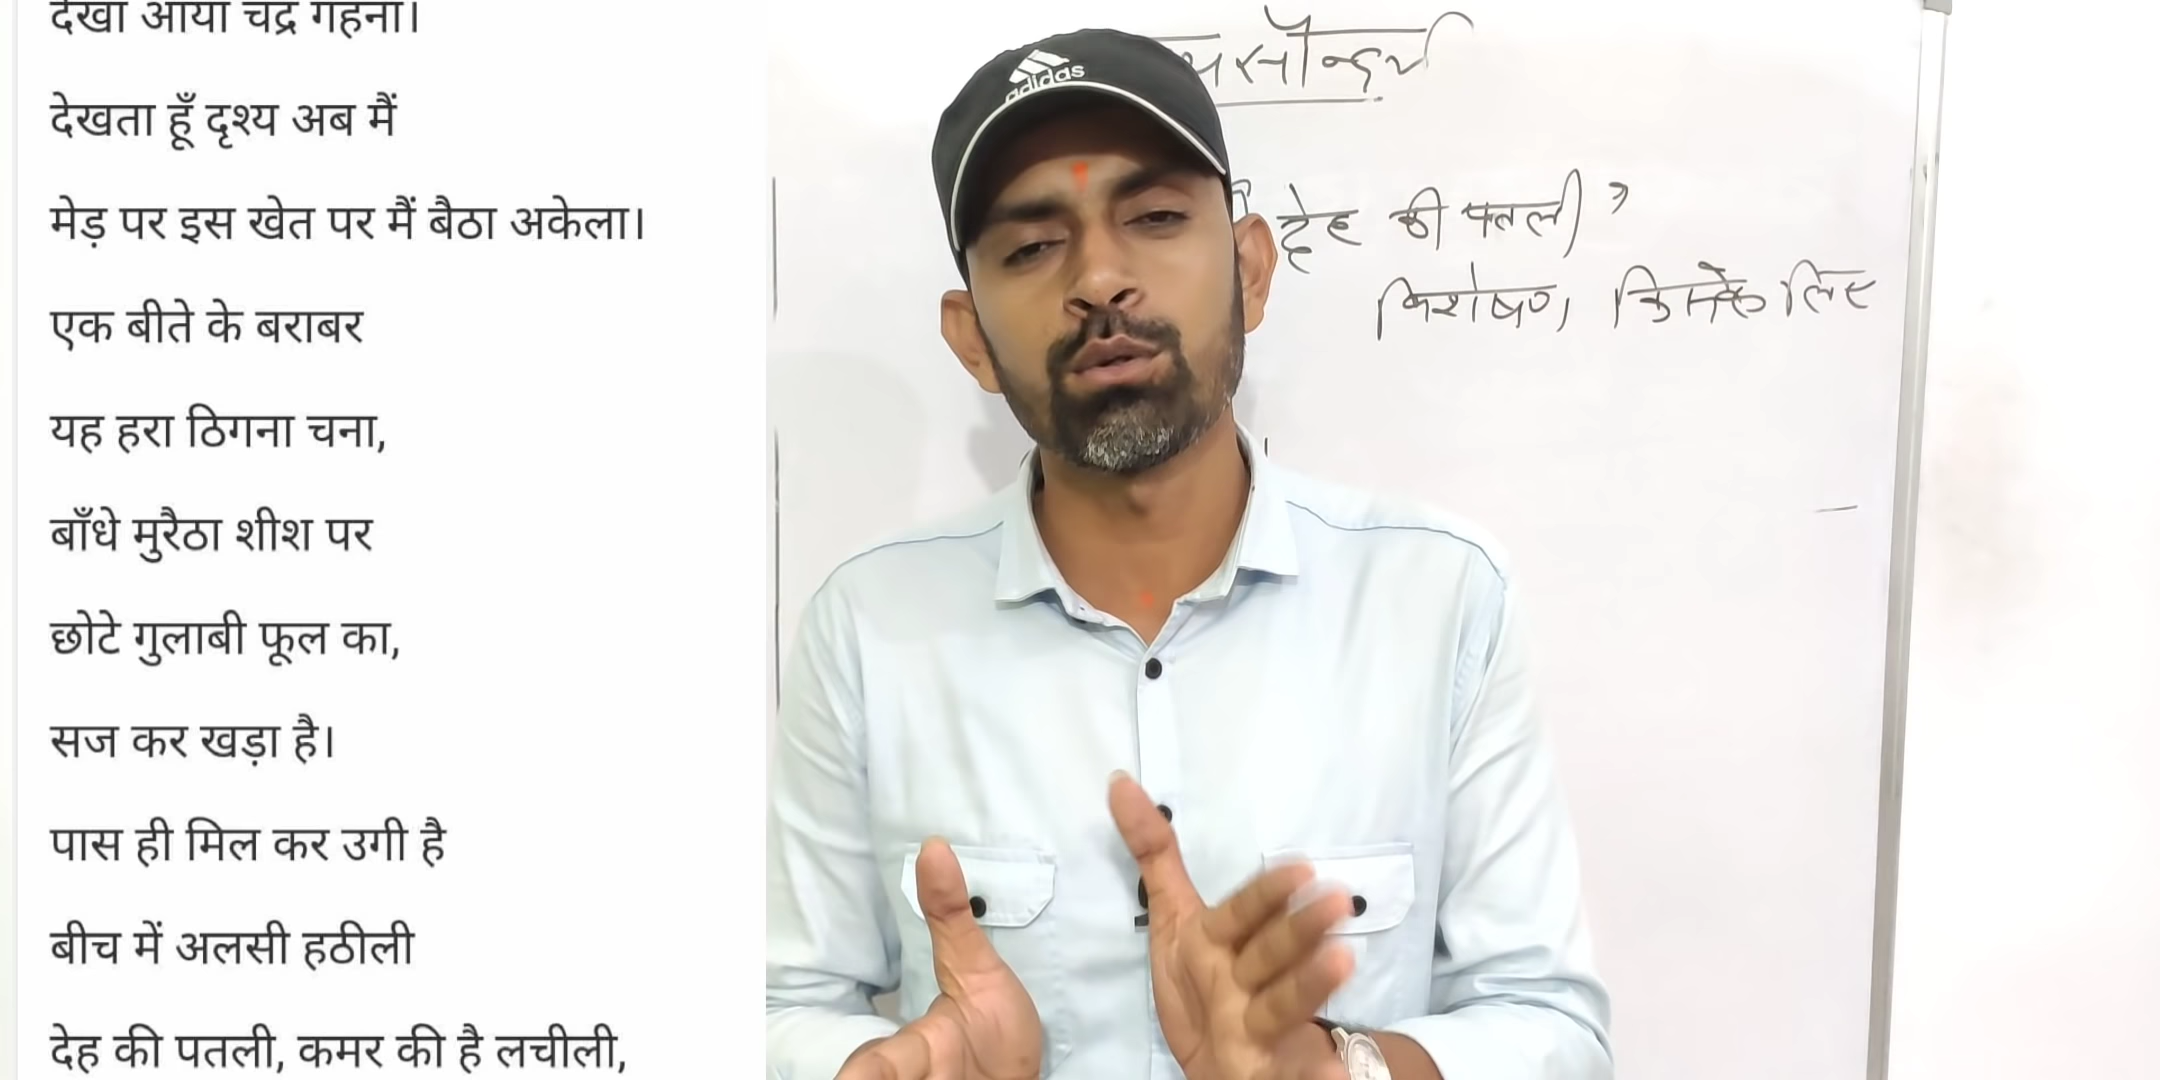 देखा आया चंद्र गहना।
देखता हूँ दृश्य अब मैं
मेड़ पर इस खेत पर मैं बैठा अकेला।
एक बीते के बराबर
यह हरा ठिगना चना,
बाँधे मुरैठा शीश पर
छोटे गुलाबी फूल का,
सज कर खड़ा है।
पास ही मिल कर उगी है
बीच में अलसी हठीली
देह की पतली, कमर की है लचीली,
adidas
सौन्दर्य
देह की पतली
विशेषण, किसके लिए